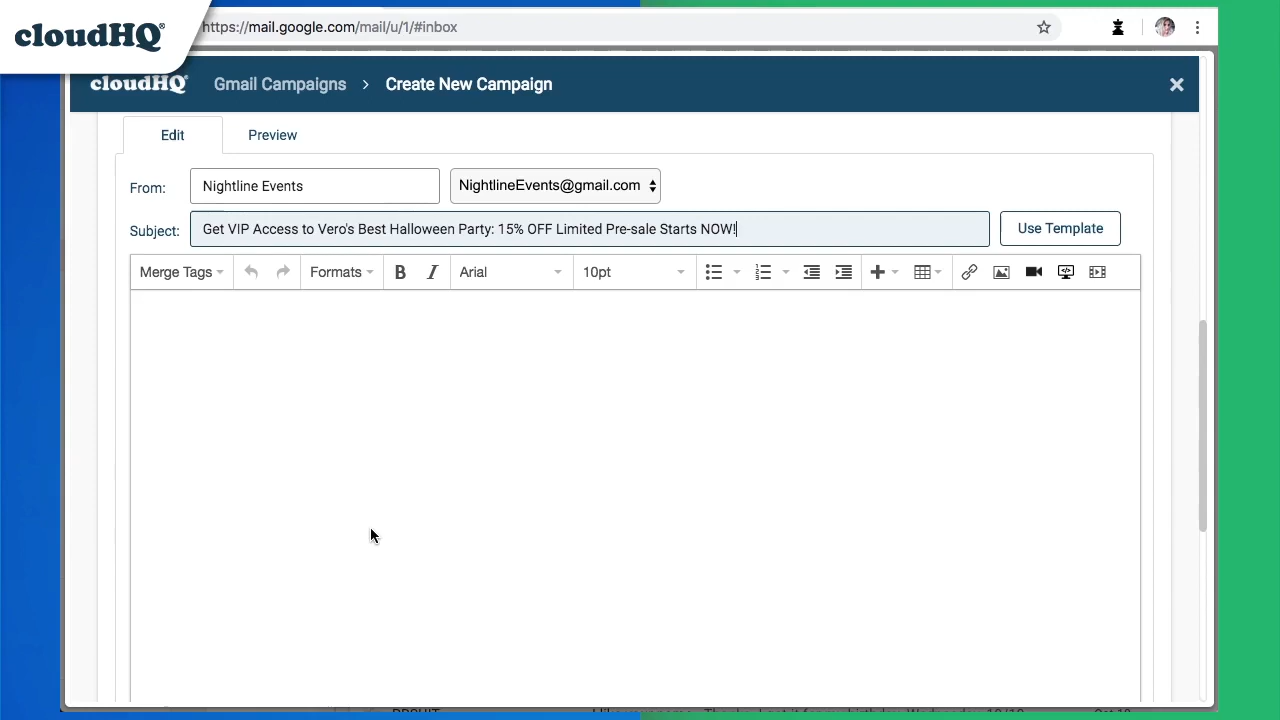 cloudHQ®
https://mail.google.com/mail/u/1/#inbox
cloudHQ® Gmail Campaigns > Create New Campaign
Edit Preview
From: Nightline Events NightlineEvents@gmail.com
Subject: Get VIP Access to Vero's Best Halloween Party: 15% OFF Limited Pre-sale Starts NOW! Use Template
Merge Tags Formats B I Arial 10pt